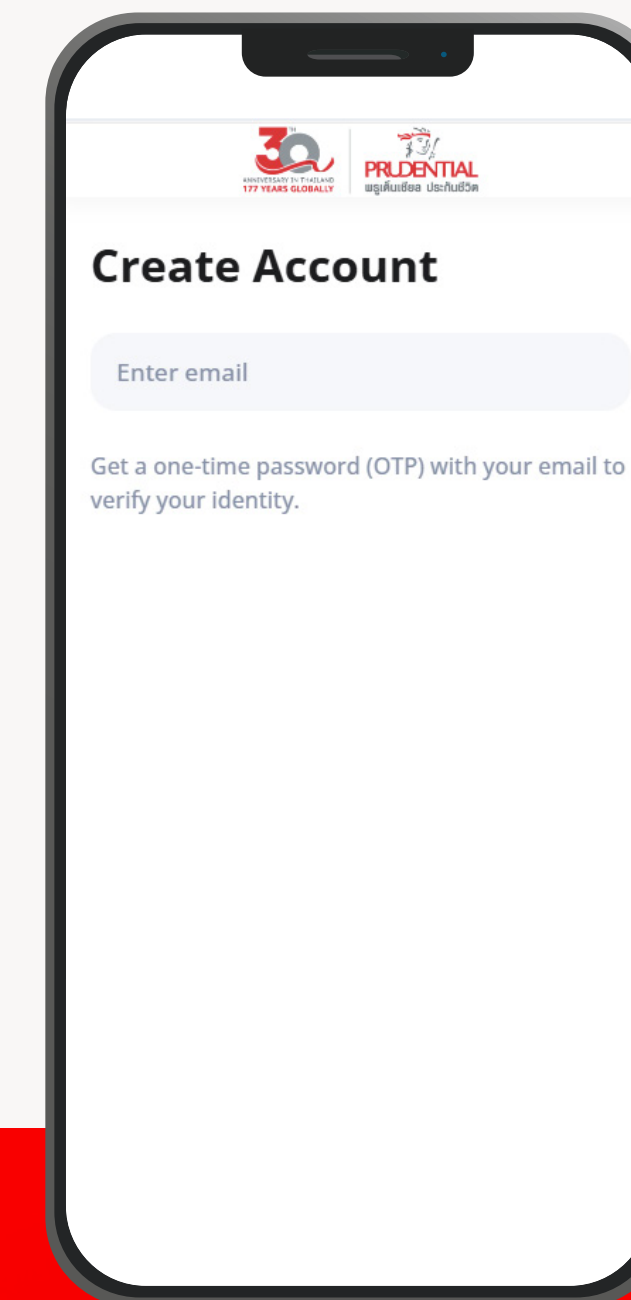 30TH
ANNIVERSARY IN THAILAND
177 YEARS GLOBALLY
PRUDENTIAL
พรูเด็นเชียล ประกันชีวิต
Create Account
Enter email
Get a one-time password (OTP) with your email to
verify your identity.